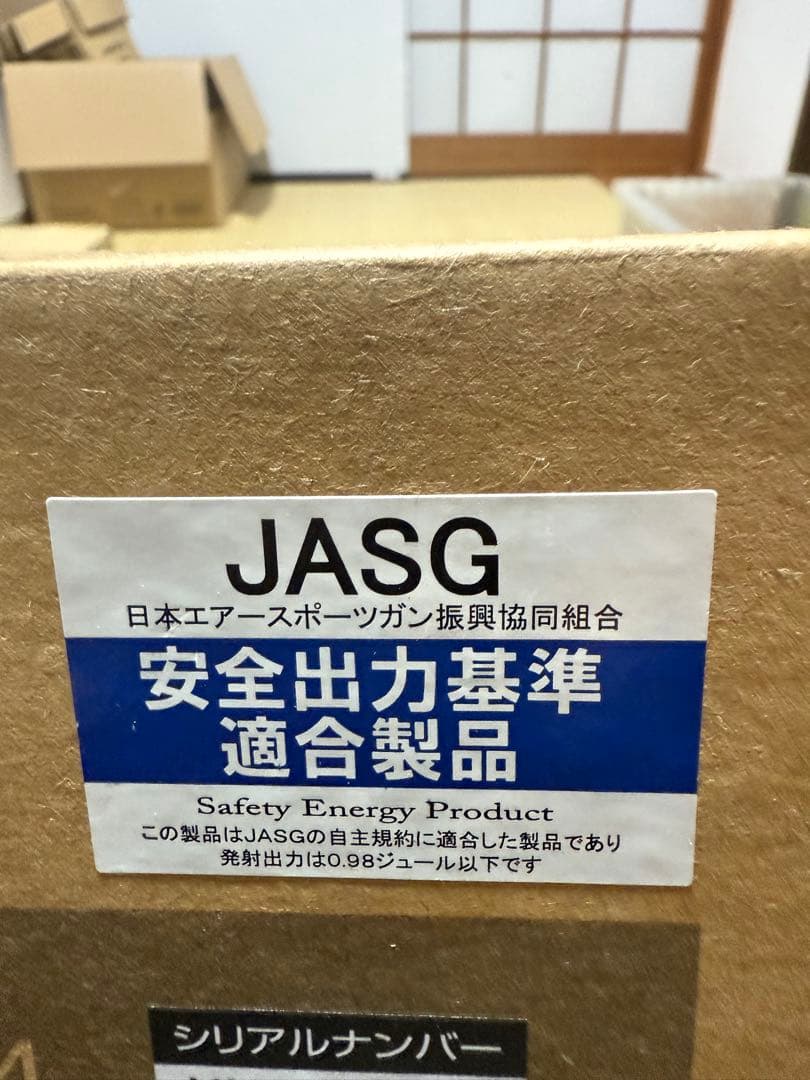 JASG
日本エアースポーツガン振興協同組合
安全出力基準
適合製品
Safety Energy Product
この製品はJASGの自主規約に適合した製品であり
発射出力は0.98ジュール以下です
シリアルナンバー